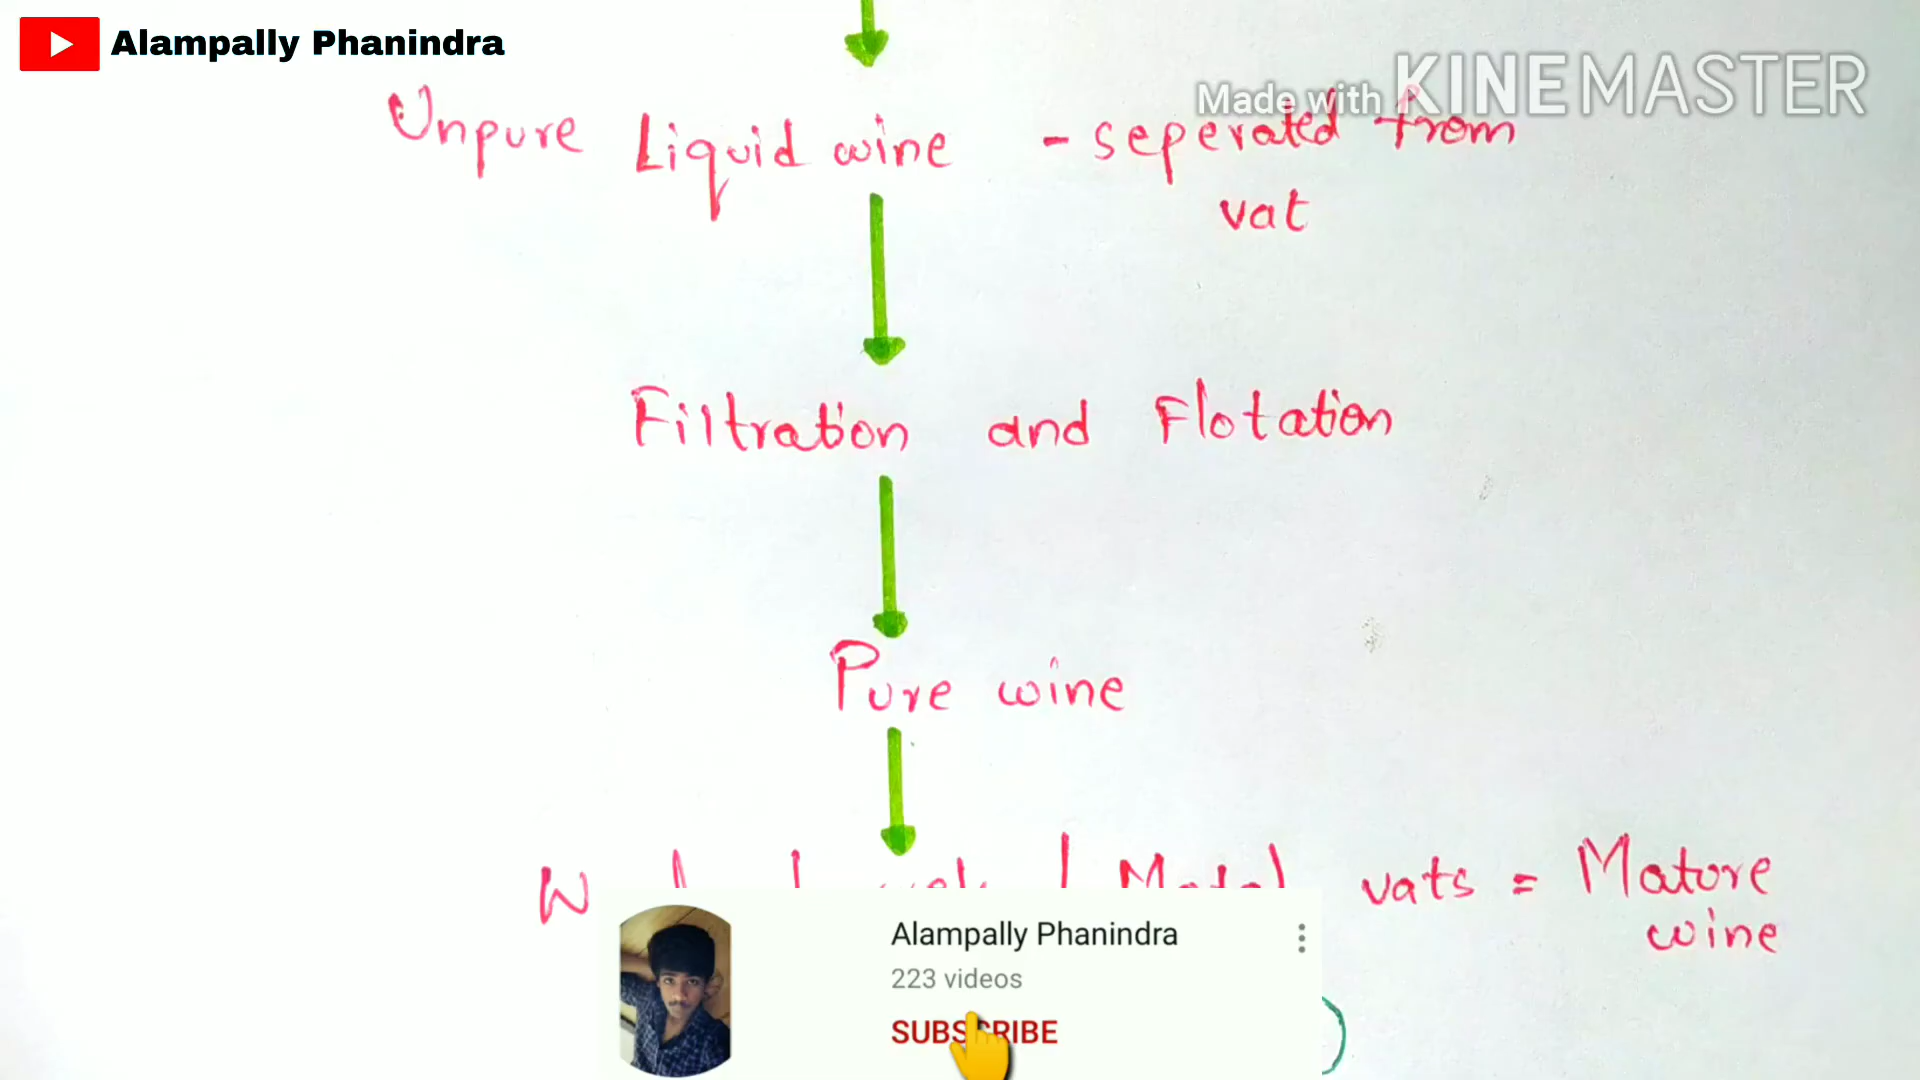 Alampally Phanindra
Made with KINEMASTER
Unpure Liquid wine - seperated from
vat
Filtration and Flotation
Pure wine
vats = Mature
wine
Alampally Phanindra
223 videos
SUBSCRIBE